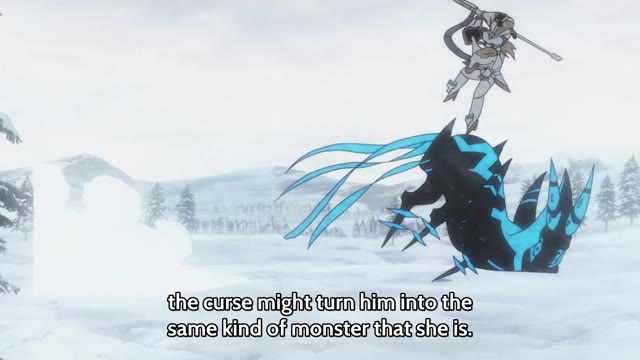 the curse might turn him into the
same kind of monster that she is.